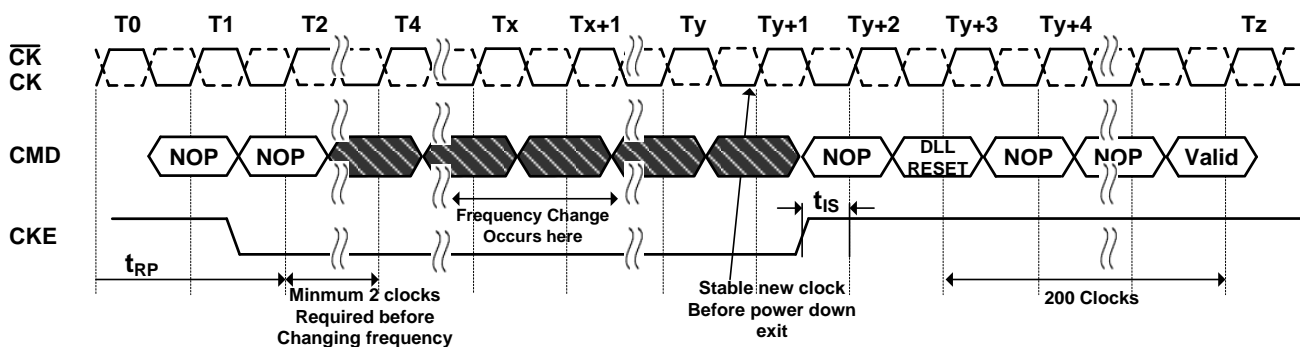 T0 T1 T2 T4 Tx Tx+1 Ty Ty+1 Ty+2 Ty+3 Ty+4 Tz
CK
CK
CMD
NOP NOP NOP DLL RESET NOP NOP Valid
Frequency Change
Occurs here
tIS
CKE
tRP
Minmum 2 clocks
Required before
Changing frequency
Stable new clock
Before power down
exit
200 Clocks